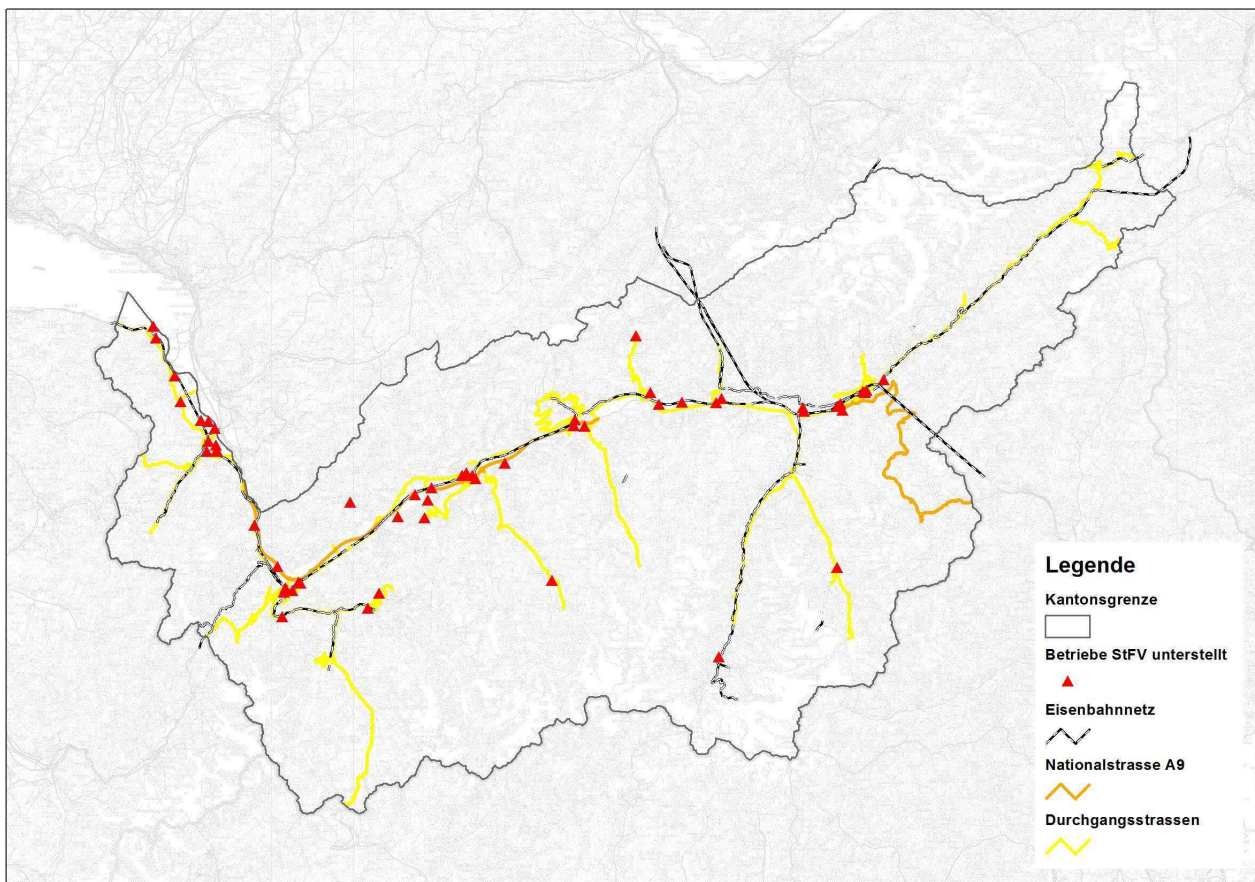 Legende
Kantonsgrenze
Betriebe StFV unterstellt
Eisenbahnnetz
Nationalstrasse A9
Durchgangsstrassen